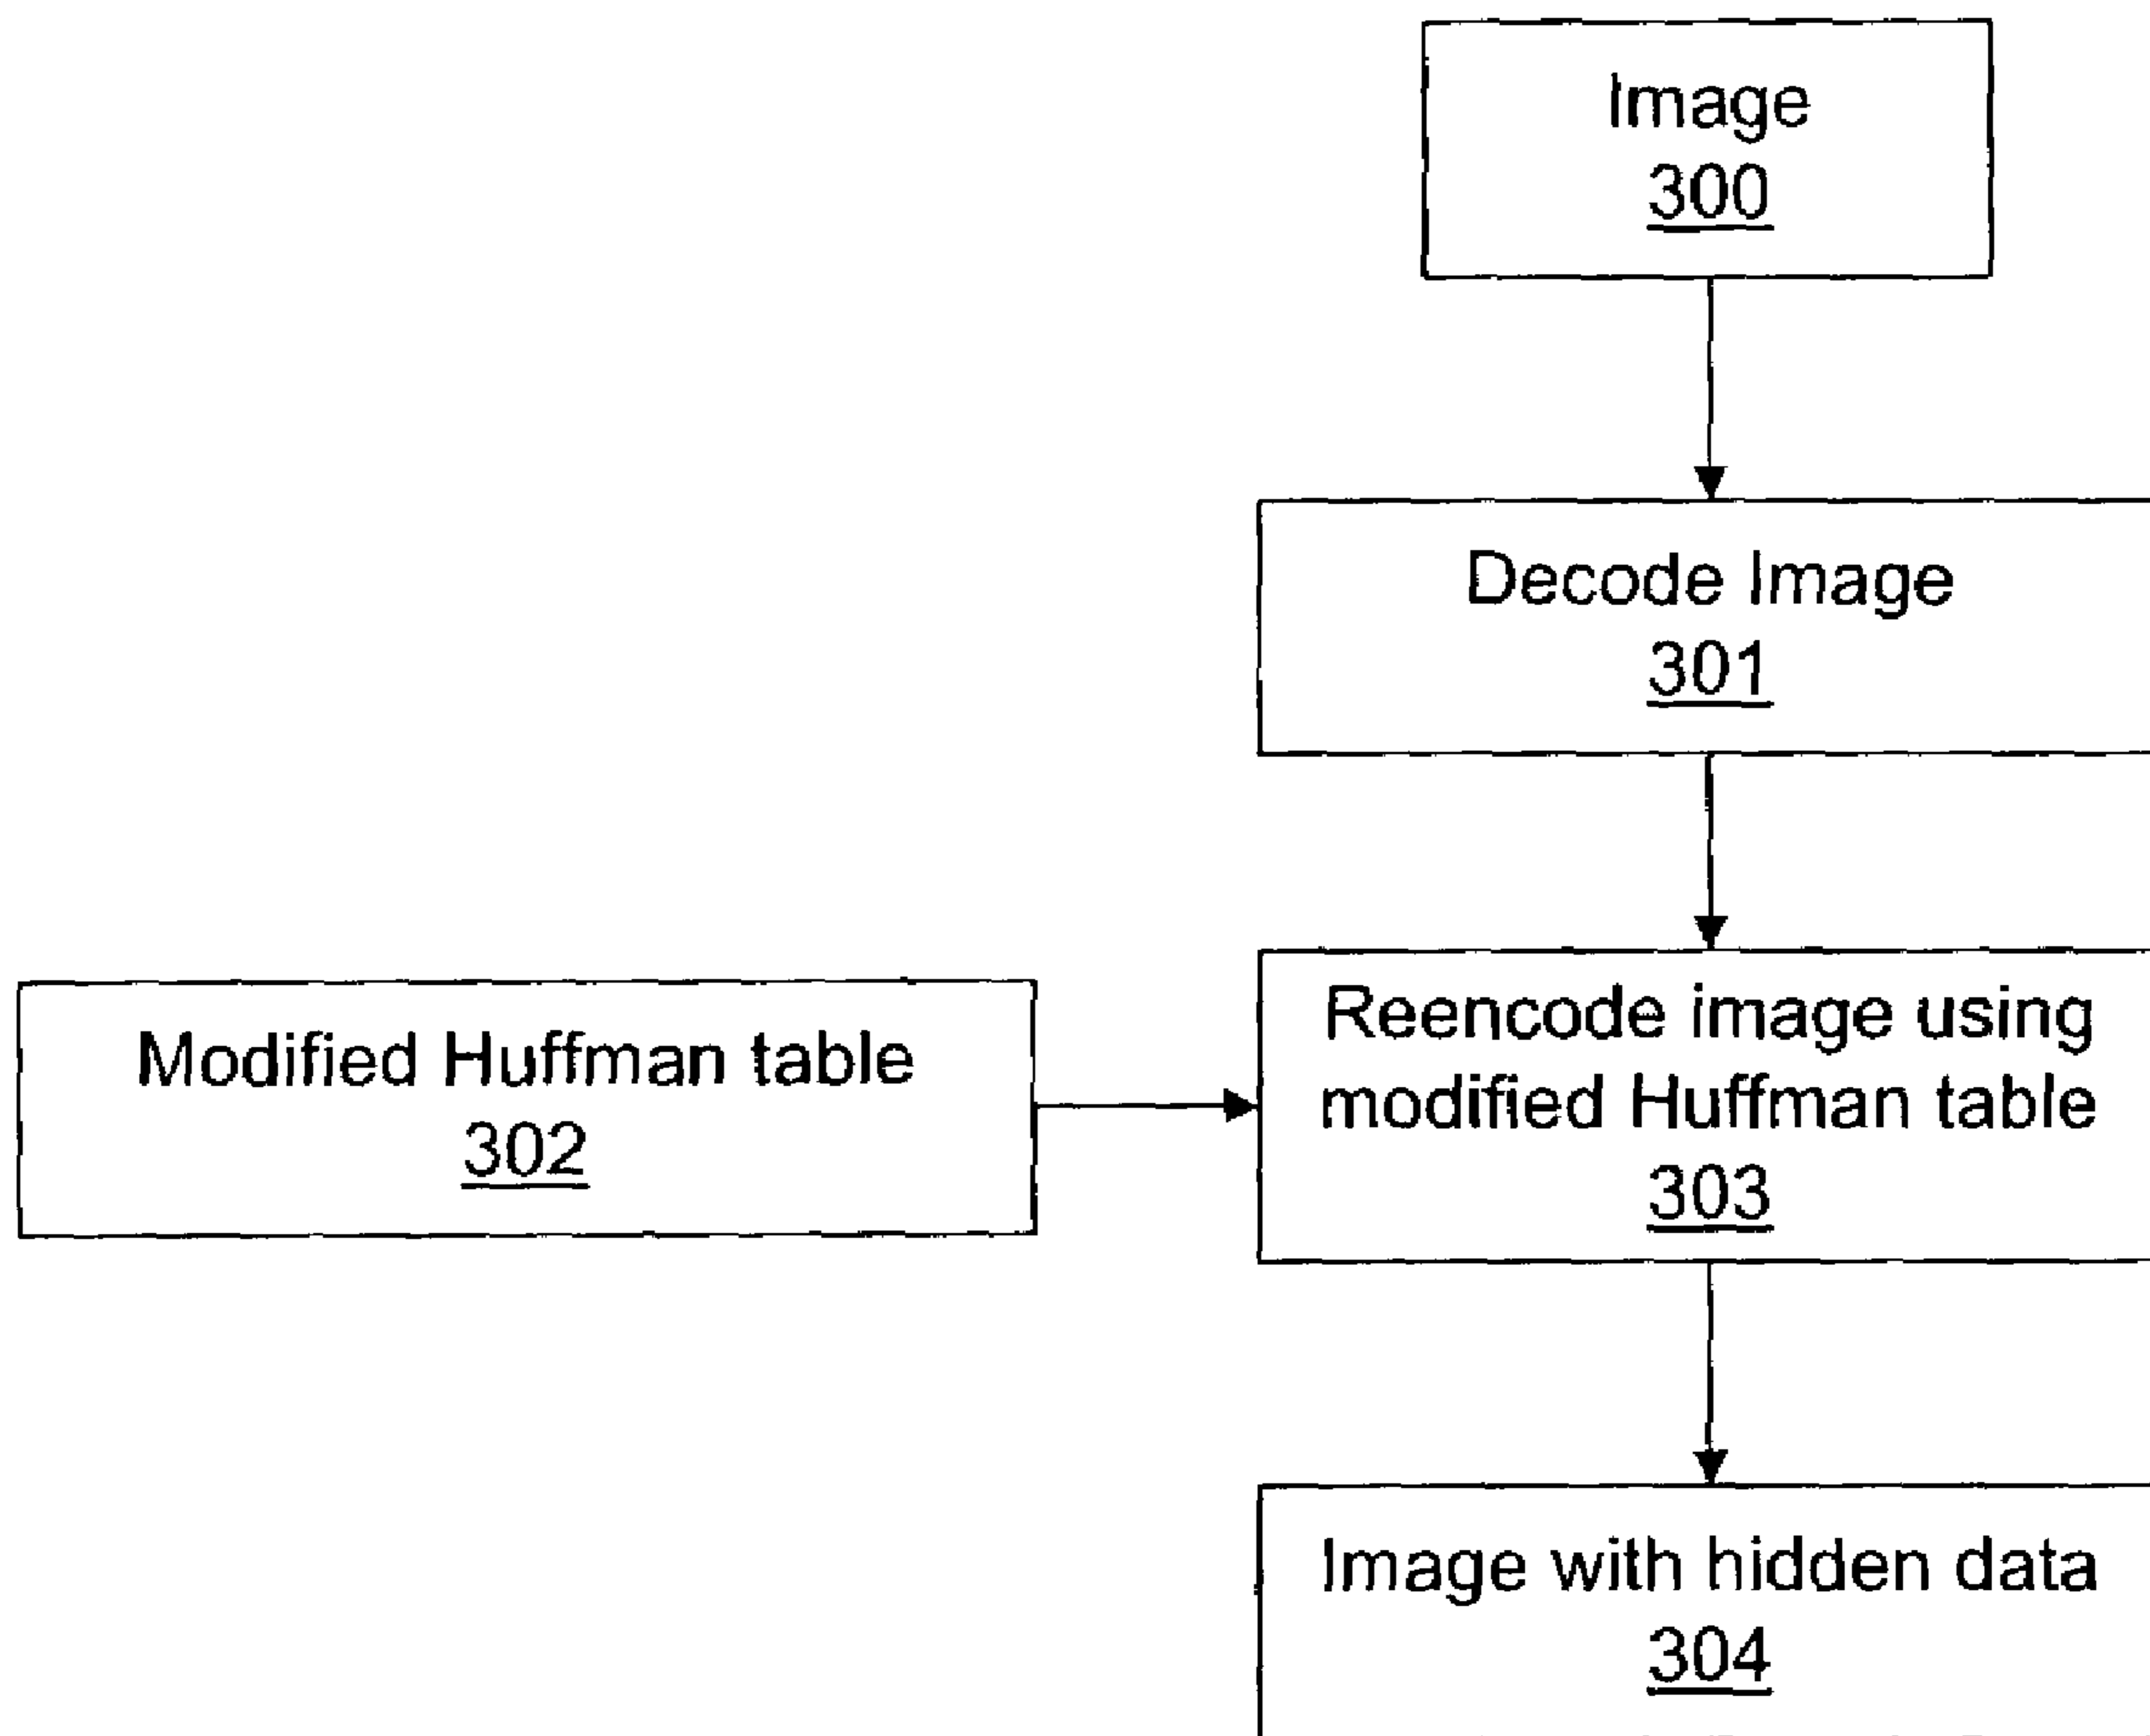 Image
300
Decode Image
301
Modified Huffman table
302
Reencode image using
modified Huffman table
303
Image with hidden data
304